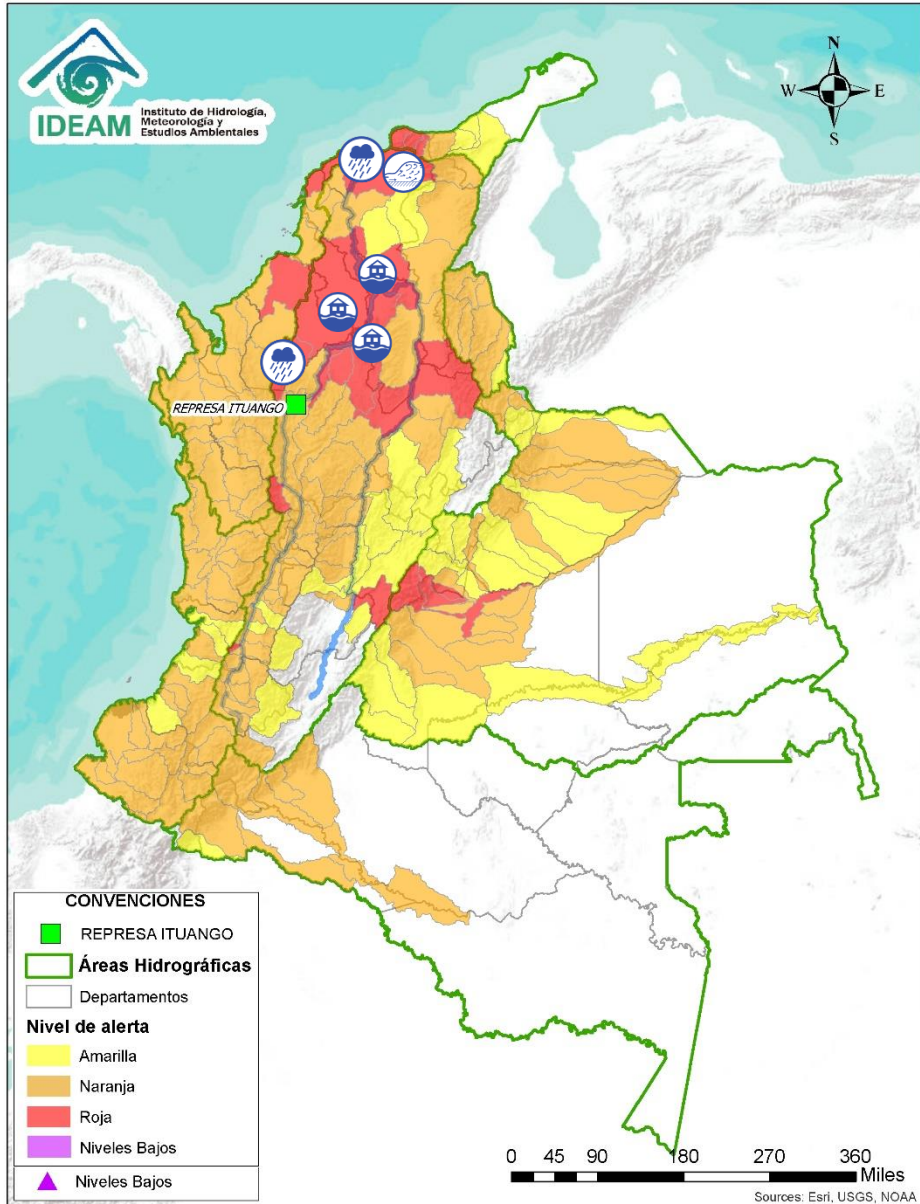 IDEAM
Instituto de Hidrología,
Meteorología y
Estudios Ambientales
N
W
E
S
REPRESA ITUANGO
CONVENCIONES
REPRESA ITUANGO
Áreas Hidrográficas
Departamentos
Nivel de alerta
Amarilla
Naranja
Roja
Niveles Bajos
Niveles Bajos
0 45 90 180 270 360
Miles
Sources: Esri, USGS, NOAA